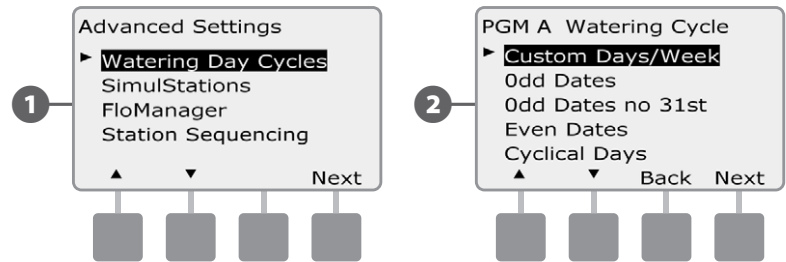 1
Advanced Settings
► Watering Day Cycles
SimulStations
FloManager
Station Sequencing
▲ ▼ Next
2
PGM A Watering Cycle
► Custom Days/Week
Odd Dates
Odd Dates no 31st
Even Dates
Cyclical Days
▲ ▼ Back Next